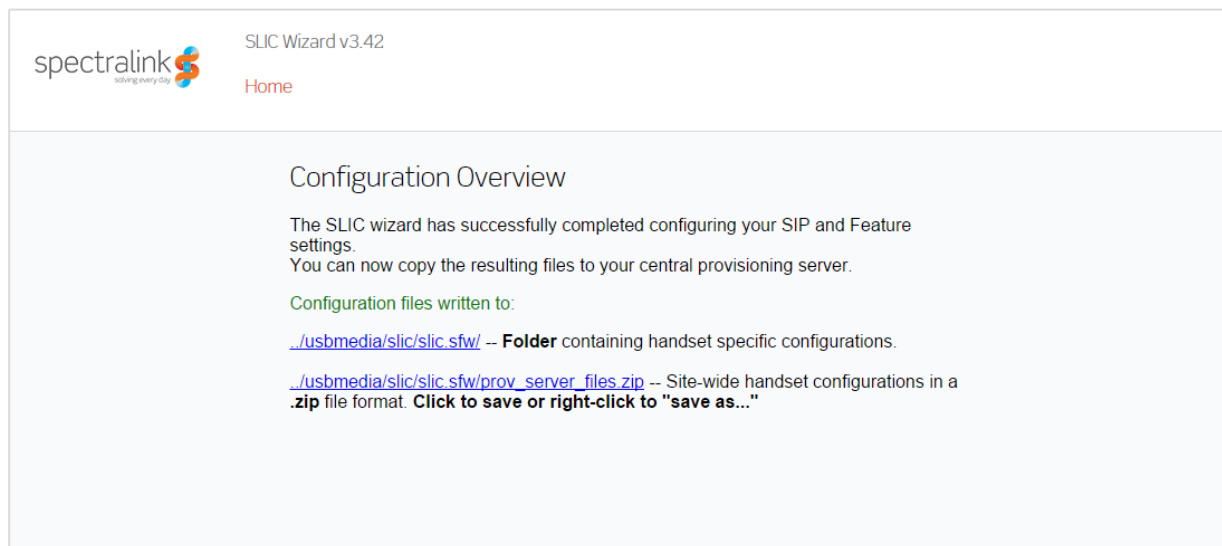 spectralink
solving every day
SLIC Wizard v3.42
Home
Configuration Overview
The SLIC wizard has successfully completed configuring your SIP and Feature
settings.
You can now copy the resulting files to your central provisioning server.
Configuration files written to:
../usbmedia/slic/slic.sfw/ -- Folder containing handset specific configurations.
../usbmedia/slic/slic.sfw/prov_server_files.zip -- Site-wide handset configurations in a
.zip file format. Click to save or right-click to "save as..."